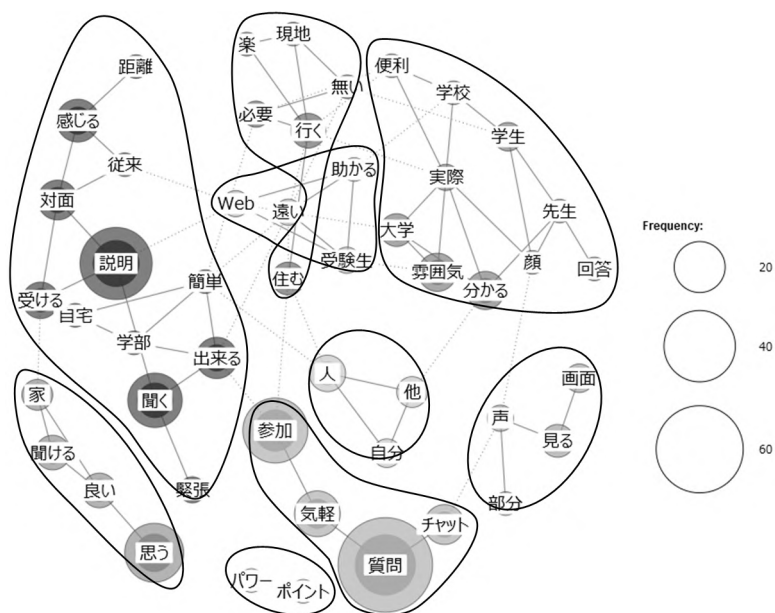 楽
現地
無い
必要
行く
距離
感じる
従来
対面
説明
受ける
自宅
簡単
学部
出来る
聞く
緊張
Web
助かる
遠い
受験生
住む
便利
学校
学生
実際
先生
大学
雰囲気
分かる
顔
回答
家
聞ける
良い
思う
人
他
自分
参加
気軽
チャット
質問
パワー
ポイント
画面
声
見る
部分
Frequency:
20
40
60